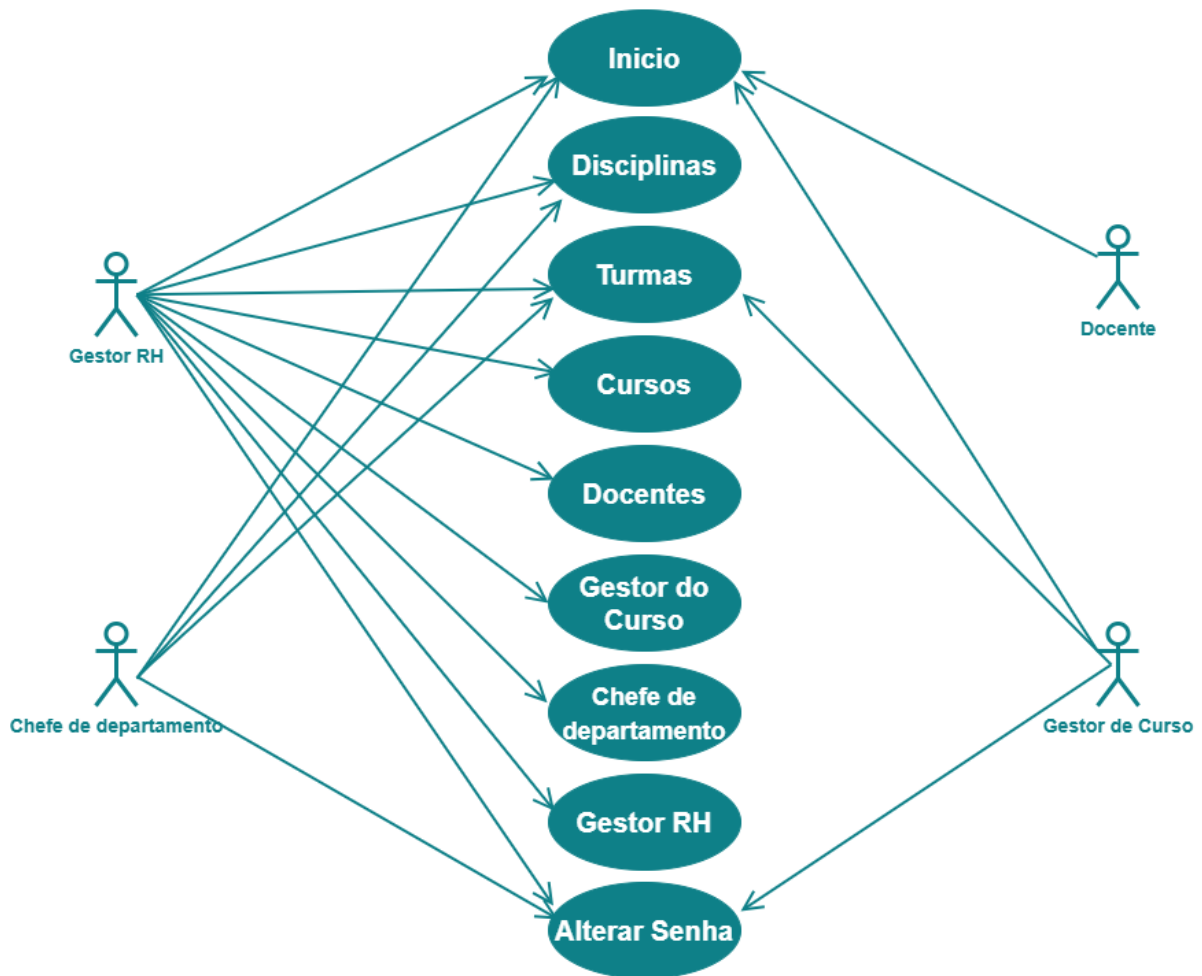 Inicio
Disciplinas
Turmas
Gestor RH
Docente
Cursos
Docentes
Gestor do
Curso
Chefe de
departamento
Chefe de departamento
Gestor de Curso
Gestor RH
Alterar Senha